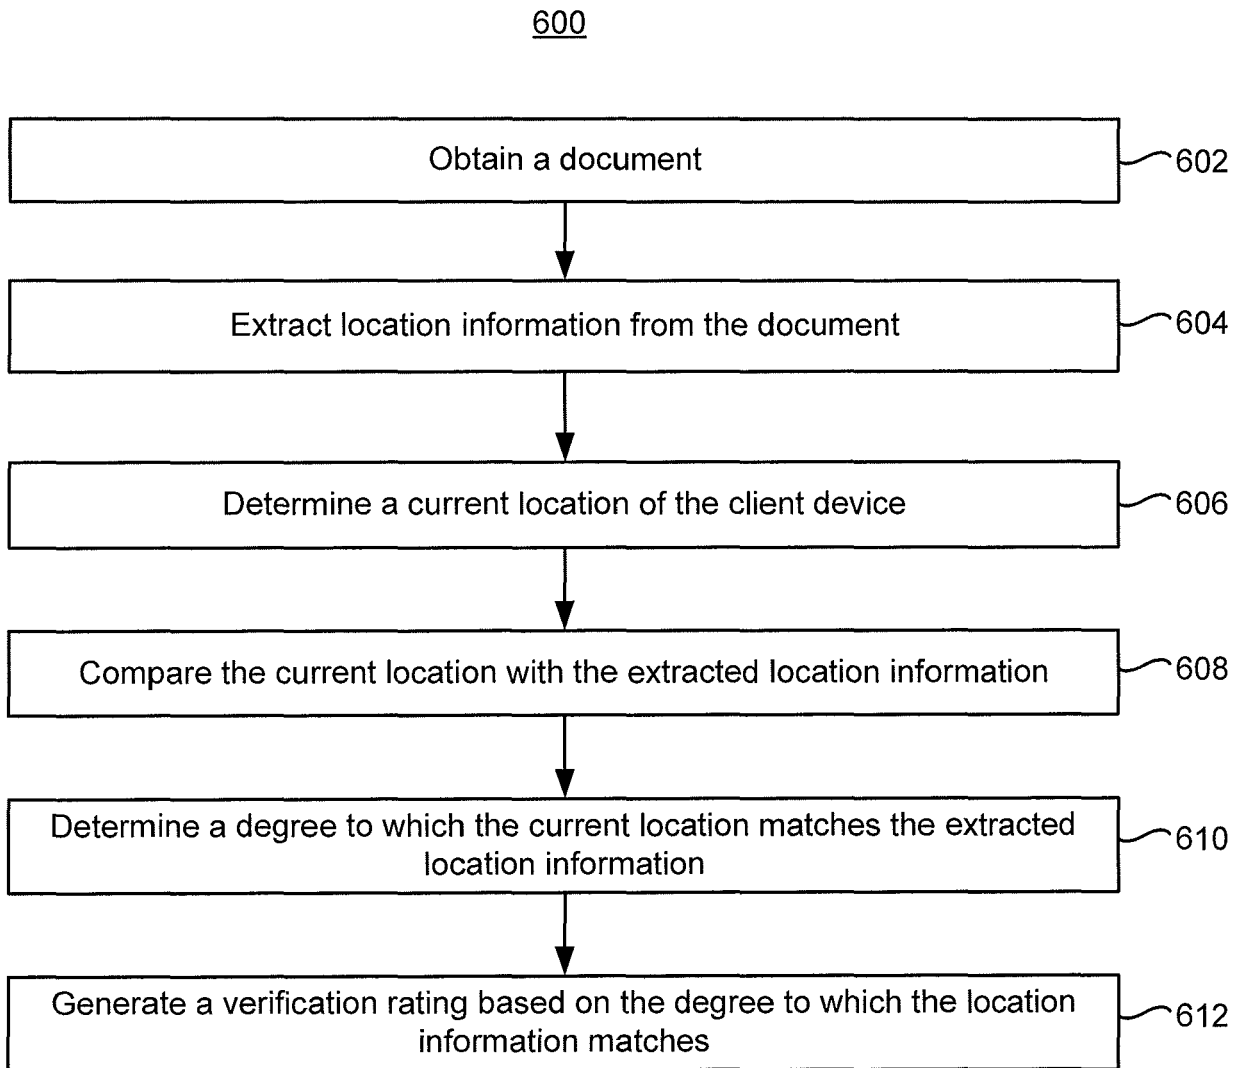 600
Obtain a document
602
Extract location information from the document
604
Determine a current location of the client device
606
Compare the current location with the extracted location information
608
Determine a degree to which the current location matches the extracted
location information
610
Generate a verification rating based on the degree to which the location
information matches
612